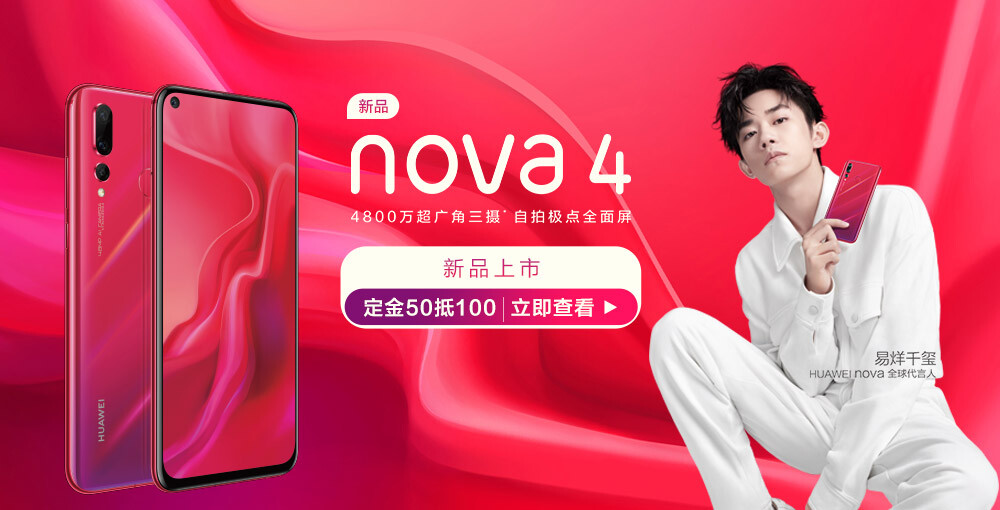 新品
nova 4
4800万超广角三摄* 自拍极点全面屏
新品上市
定金50抵100 | 立即查看 ▶
易烊千玺
HUAWEI nova 全球代言人
HUAWEI